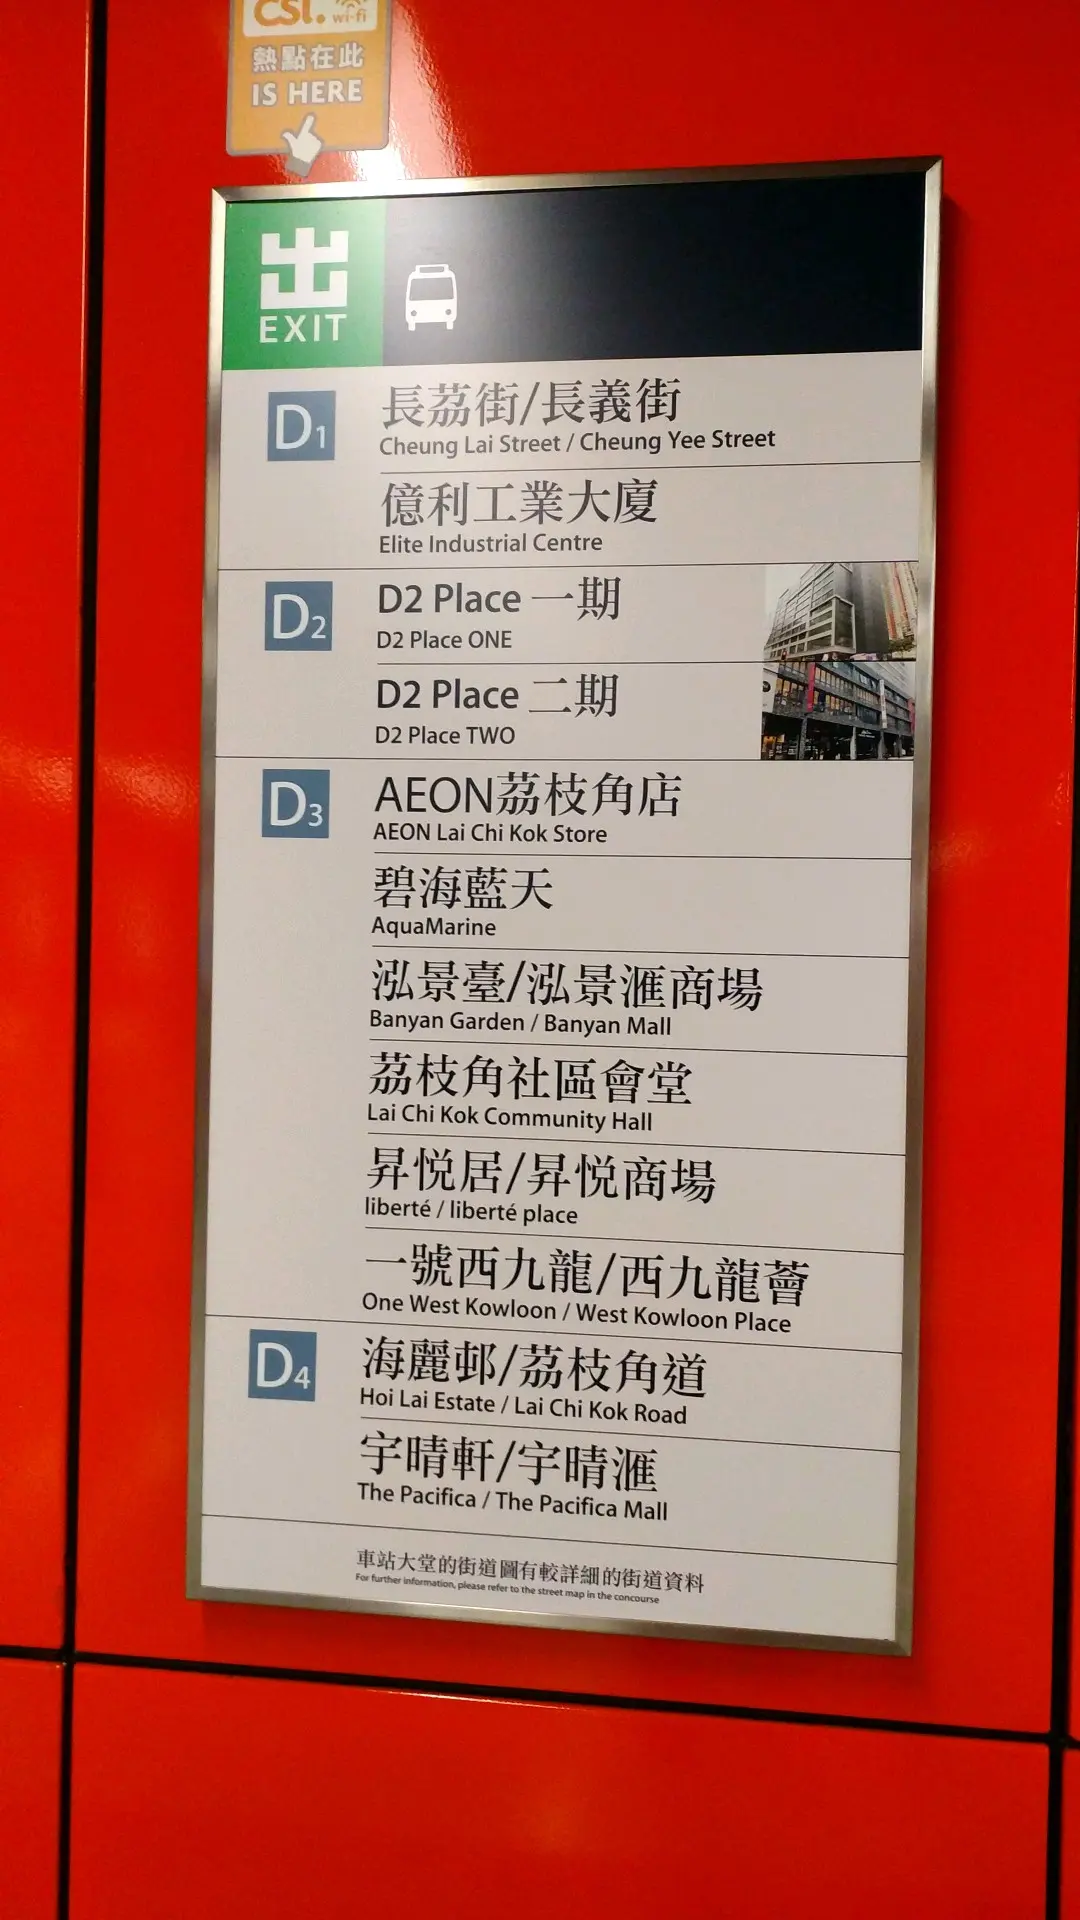 csl. wi-fi
熱點在此
IS HERE
出
EXIT
D1
長荔街/長義街
Cheung Lai Street / Cheung Yee Street
億利工業大廈
Elite Industrial Centre
D2
D2 Place 一期
D2 Place ONE
D2 Place 二期
D2 Place TWO
D3
AEON荔枝角店
AEON Lai Chi Kok Store
碧海藍天
AquaMarine
泓景臺/泓景滙商場
Banyan Garden / Banyan Mall
荔枝角社區會堂
Lai Chi Kok Community Hall
昇悦居/昇悦商場
liberté / liberté place
一號西九龍/西九龍薈
One West Kowloon / West Kowloon Place
D4
海麗邨/荔枝角道
Hoi Lai Estate / Lai Chi Kok Road
宇晴軒/宇晴滙
The Pacifica / The Pacifica Mall
車站大堂的街道圖有較詳細的街道資料
For further information, please refer to the street map in the concourse